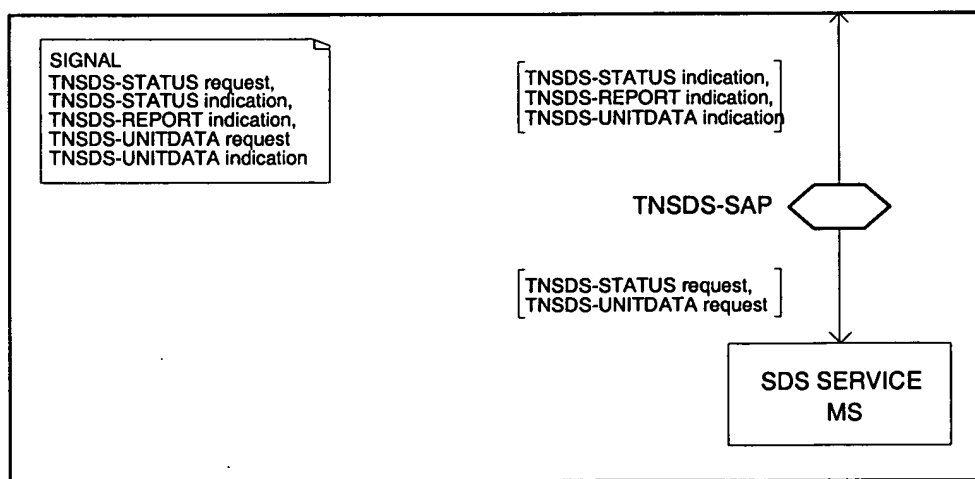 SIGNAL
TNSDS-STATUS request,
TNSDS-STATUS indication,
TNSDS-REPORT indication,
TNSDS-UNITDATA request
TNSDS-UNITDATA indication
TNSDS-STATUS indication,
TNSDS-REPORT indication,
TNSDS-UNITDATA indication
TNSDS-SAP
TNSDS-STATUS request,
TNSDS-UNITDATA request
SDS SERVICE
MS